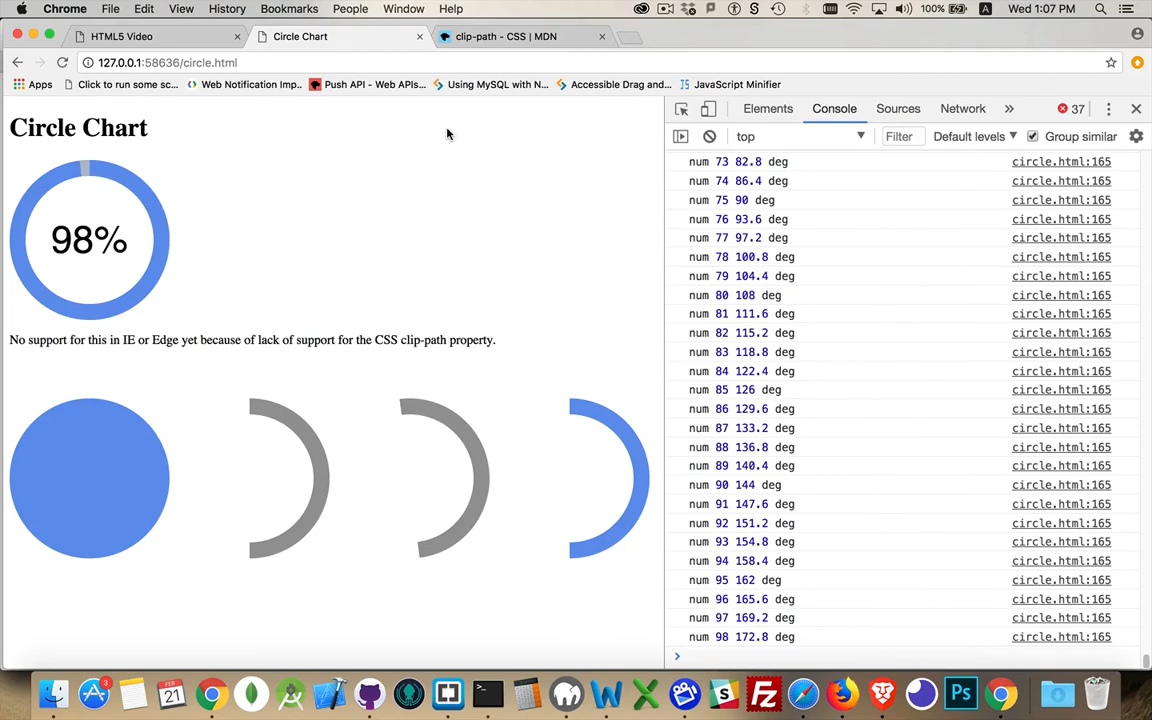 Chrome File Edit View History Bookmarks People Window Help 100% A Wed 1:07 PM
HTML5 Video × Circle Chart × clip-path - CSS | MDN ×
127.0.0.1:58636/circle.html
Apps Click to run some sc... Web Notification Imp.. Push API - Web APIs... Using MySQL with N... Accessible Drag and... JS JavaScript Minifier
Elements Console Sources Network » 37
top Filter Default levels Group similar
Circle Chart
98%
No support for this in IE or Edge yet because of lack of support for the CSS clip-path property.
num 73 82.8 deg circle.html:165
num 74 86.4 deg circle.html:165
num 75 90 deg circle.html:165
num 76 93.6 deg circle.html:165
num 77 97.2 deg circle.html:165
num 78 100.8 deg circle.html:165
num 79 104.4 deg circle.html:165
num 80 108 deg circle.html:165
num 81 111.6 deg circle.html:165
num 82 115.2 deg circle.html:165
num 83 118.8 deg circle.html:165
num 84 122.4 deg circle.html:165
num 85 126 deg circle.html:165
num 86 129.6 deg circle.html:165
num 87 133.2 deg circle.html:165
num 88 136.8 deg circle.html:165
num 89 140.4 deg circle.html:165
num 90 144 deg circle.html:165
num 91 147.6 deg circle.html:165
num 92 151.2 deg circle.html:165
num 93 154.8 deg circle.html:165
num 94 158.4 deg circle.html:165
num 95 162 deg circle.html:165
num 96 165.6 deg circle.html:165
num 97 169.2 deg circle.html:165
num 98 172.8 deg circle.html:165
3 FEB 21 W X S FZ Ps